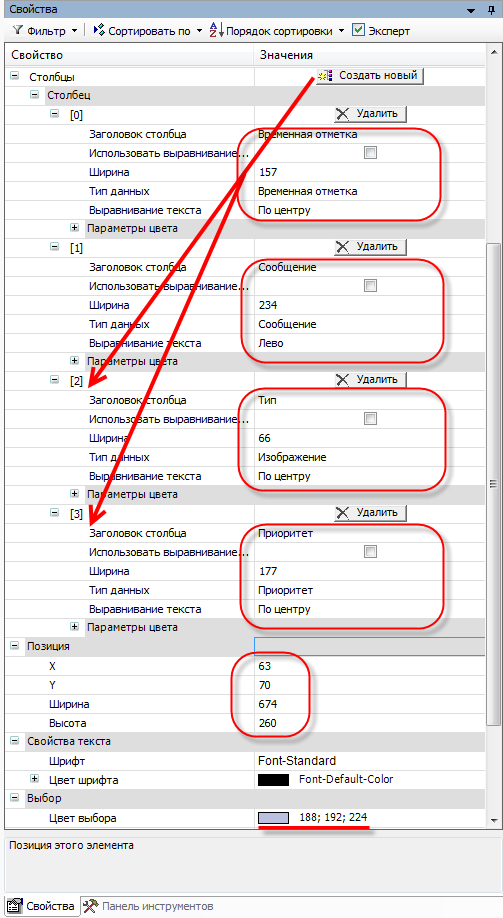 Свойства
Фильтр Сортировать по Порядок сортировки Эксперт
Свойство Значения
Столбцы Создать новый
Столбец
[0] Удалить
Заголовок столбца Временная отметка
Использовать выравнивание...
Ширина 157
Тип данных Временная отметка
Выравнивание текста По центру
Параметры цвета
[1] Удалить
Заголовок столбца Сообщение
Использовать выравнивание...
Ширина 234
Тип данных Сообщение
Выравнивание текста Лево
Параметры цвета
[2] Удалить
Заголовок столбца Тип
Использовать выравнивание...
Ширина 66
Тип данных Изображение
Выравнивание текста По центру
Параметры цвета
[3] Удалить
Заголовок столбца Приоритет
Использовать выравнивание...
Ширина 177
Тип данных Приоритет
Выравнивание текста По центру
Параметры цвета
Позиция
X 63
Y 70
Ширина 674
Высота 260
Свойства текста
Шрифт Font-Standard
Цвет шрифта Font-Default-Color
Выбор
Цвет выбора 188; 192; 224
Позиция этого элемента
Свойства Панель инструментов